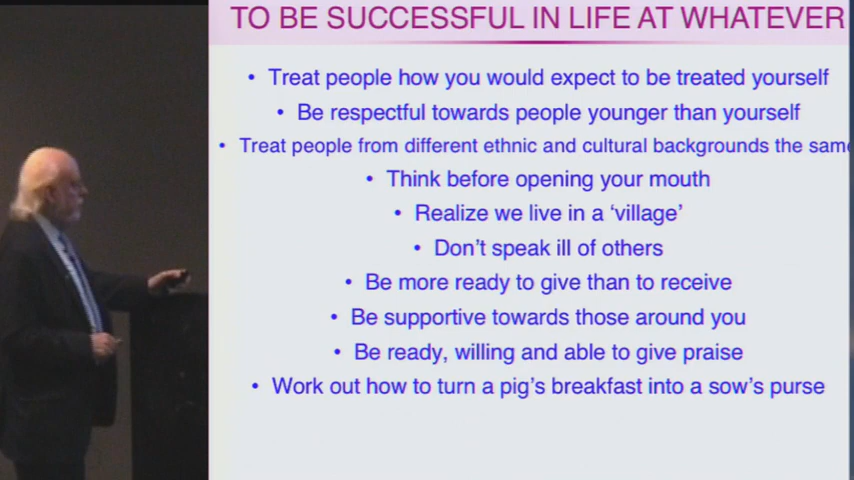 TO BE SUCCESSFUL IN LIFE AT WHATEVER
• Treat people how you would expect to be treated yourself
• Be respectful towards people younger than yourself
• Treat people from different ethnic and cultural backgrounds the same
• Think before opening your mouth
• Realize we live in a ‘village’
• Don’t speak ill of others
• Be more ready to give than to receive
• Be supportive towards those around you
• Be ready, willing and able to give praise
• Work out how to turn a pig’s breakfast into a sow’s purse